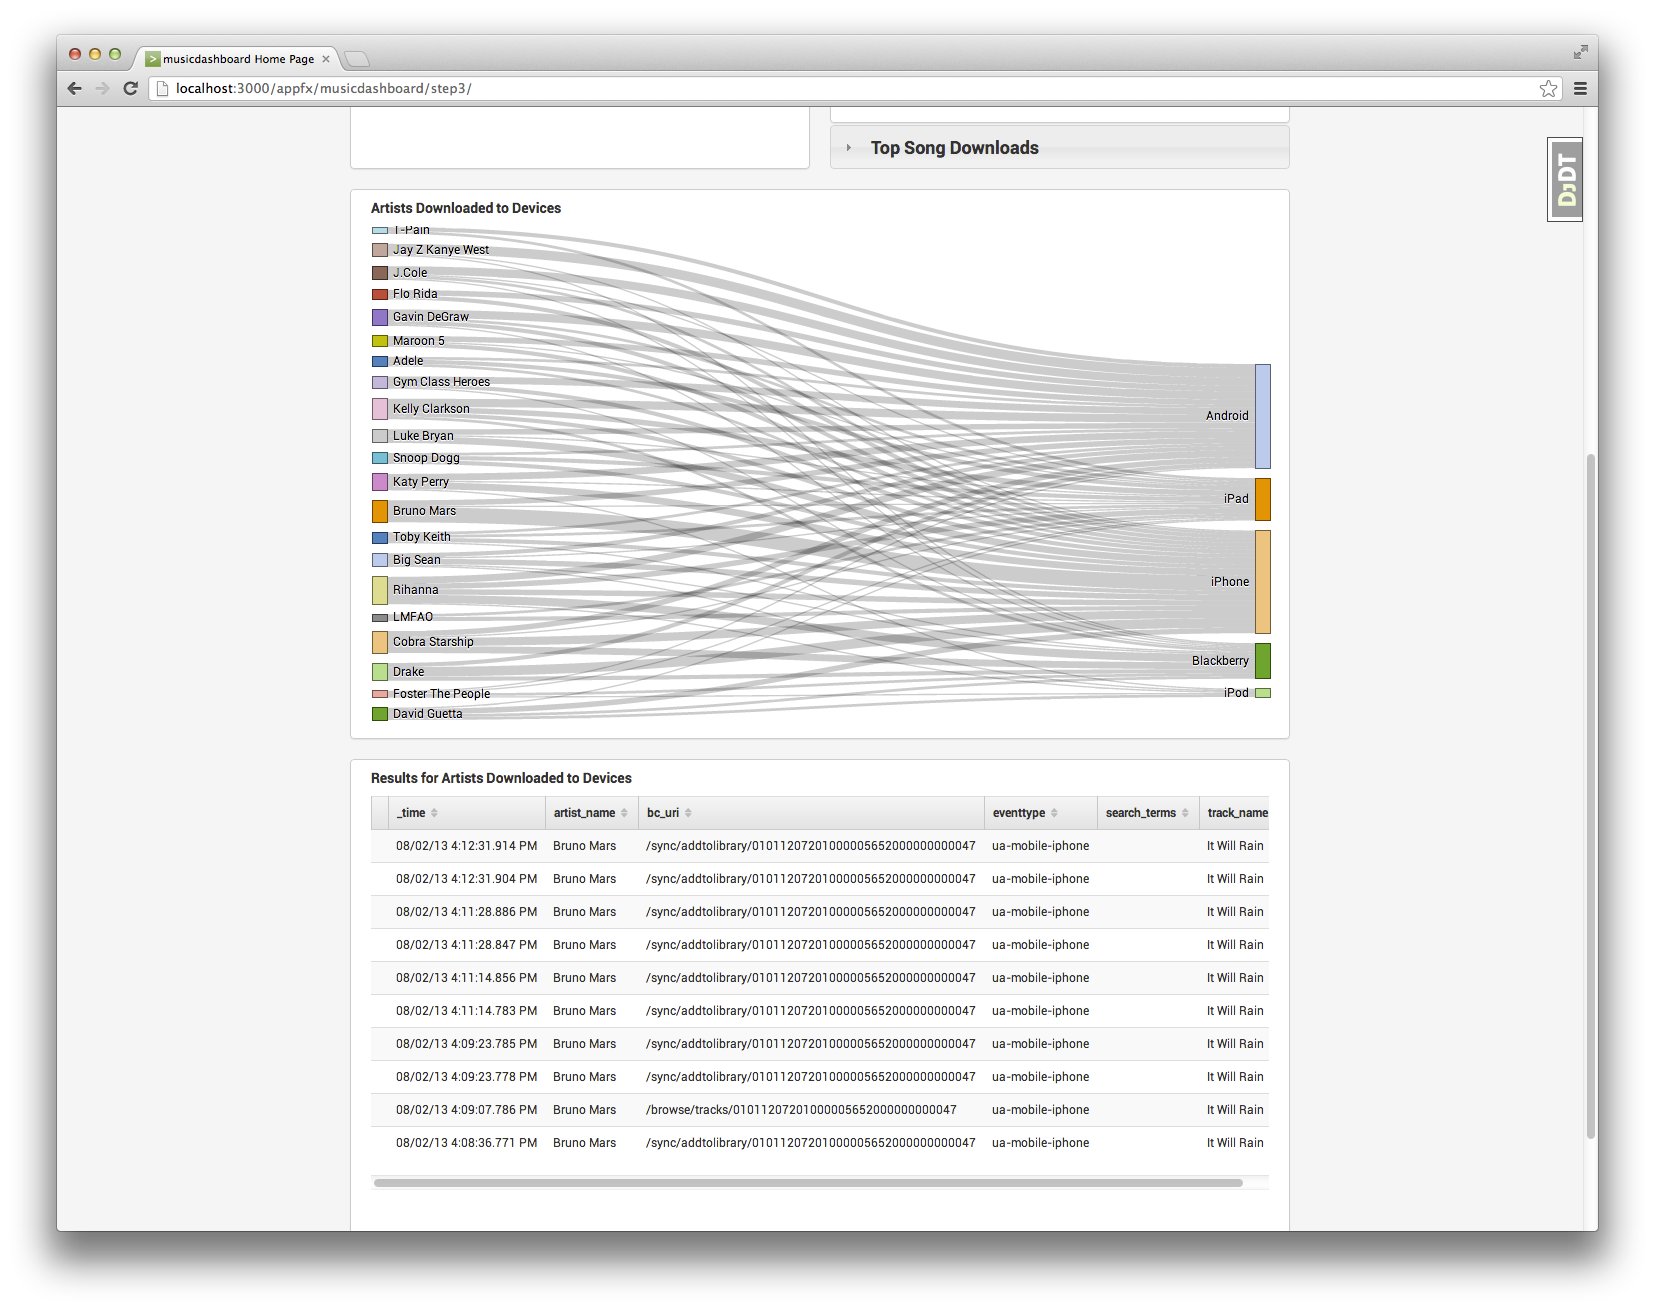 musicdashboard Home Page
localhost:3000/appfx/musicdashboard/step3/
Top Song Downloads
DjDT
Artists Downloaded to Devices
T-Pain
Jay Z Kanye West
J.Cole
Flo Rida
Gavin DeGraw
Maroon 5
Adele
Gym Class Heroes
Kelly Clarkson
Luke Bryan
Snoop Dogg
Katy Perry
Bruno Mars
Toby Keith
Big Sean
Rihanna
LMFAO
Cobra Starship
Drake
Foster The People
David Guetta
Android
iPad
iPhone
Blackberry
iPod
Results for Artists Downloaded to Devices
_time artist_name bc_uri eventtype search_terms track_name
08/02/13 4:12:31.914 PM Bruno Mars /sync/addtolibrary/01011207201000005652000000000047 ua-mobile-iphone It Will Rain
08/02/13 4:12:31.904 PM Bruno Mars /sync/addtolibrary/01011207201000005652000000000047 ua-mobile-iphone It Will Rain
08/02/13 4:11:28.886 PM Bruno Mars /sync/addtolibrary/01011207201000005652000000000047 ua-mobile-iphone It Will Rain
08/02/13 4:11:28.847 PM Bruno Mars /sync/addtolibrary/01011207201000005652000000000047 ua-mobile-iphone It Will Rain
08/02/13 4:11:14.856 PM Bruno Mars /sync/addtolibrary/01011207201000005652000000000047 ua-mobile-iphone It Will Rain
08/02/13 4:11:14.783 PM Bruno Mars /sync/addtolibrary/01011207201000005652000000000047 ua-mobile-iphone It Will Rain
08/02/13 4:09:23.785 PM Bruno Mars /sync/addtolibrary/01011207201000005652000000000047 ua-mobile-iphone It Will Rain
08/02/13 4:09:23.778 PM Bruno Mars /sync/addtolibrary/01011207201000005652000000000047 ua-mobile-iphone It Will Rain
08/02/13 4:09:07.786 PM Bruno Mars /browse/tracks/01011207201000005652000000000047 ua-mobile-iphone It Will Rain
08/02/13 4:08:36.771 PM Bruno Mars /sync/addtolibrary/01011207201000005652000000000047 ua-mobile-iphone It Will Rain